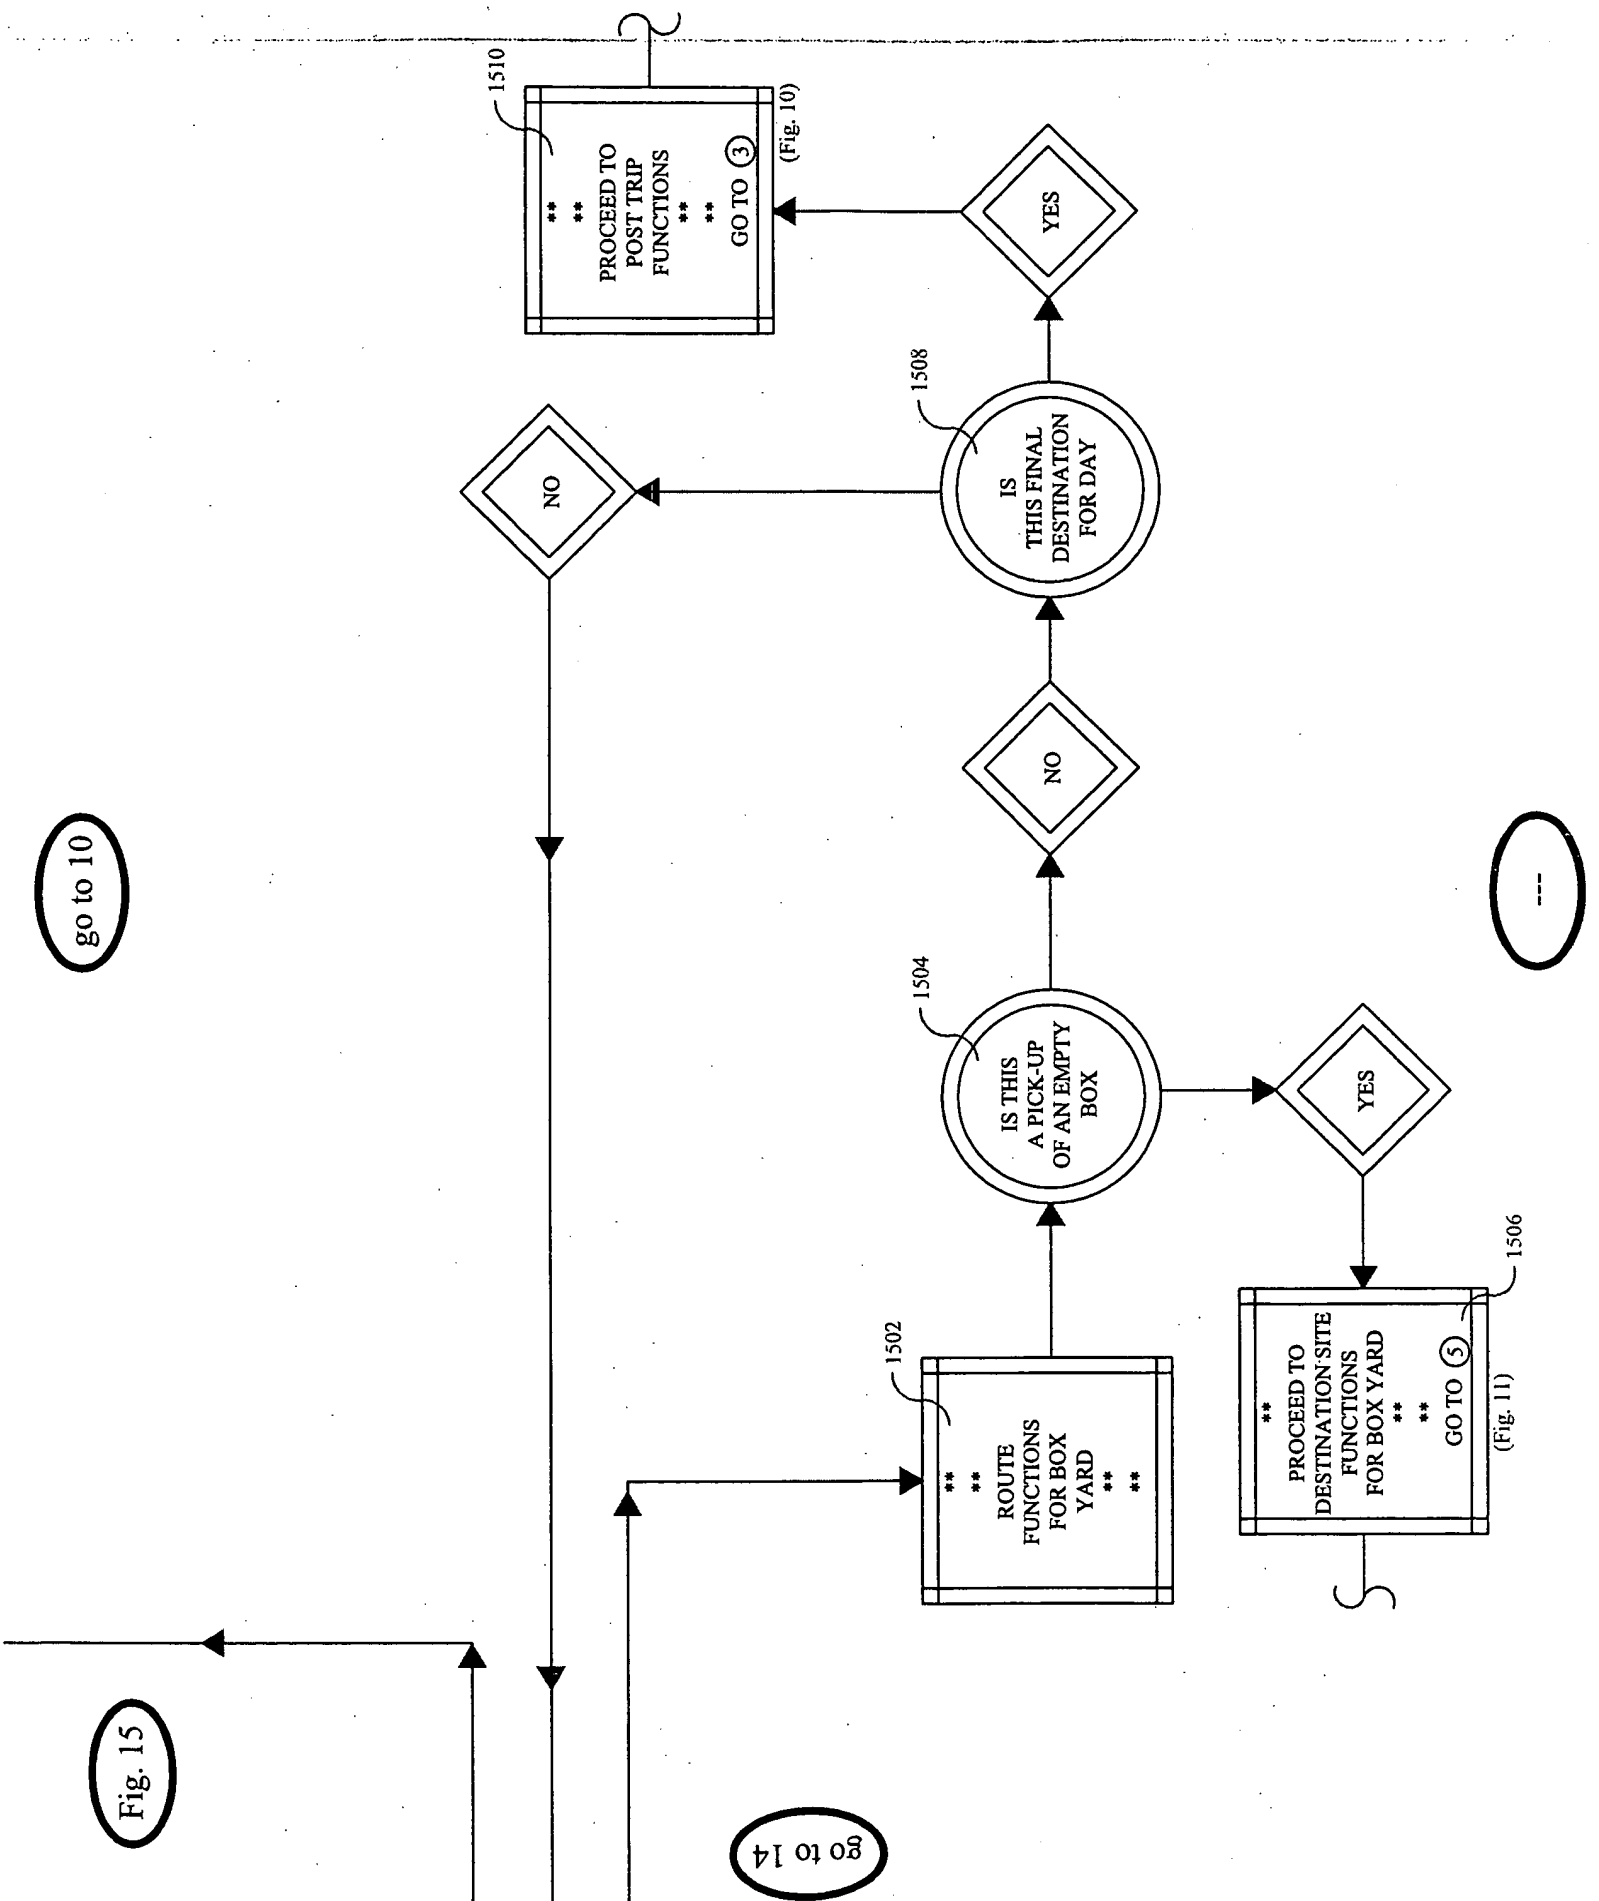 Fig. 15
go to 10
go to 14
---
1502
**
**
ROUTE
FUNCTIONS
FOR BOX
YARD
**
**
1504
IS THIS
A PICK-UP
OF AN EMPTY
BOX
YES
1506
**
PROCEED TO
DESTINATION SITE
FUNCTIONS
FOR BOX YARD
**
**
GO TO 5
(Fig. 11)
NO
1508
IS
THIS FINAL
DESTINATION
FOR DAY
NO
YES
1510
**
**
PROCEED TO
POST TRIP
FUNCTIONS
**
**
GO TO 3
(Fig. 10)